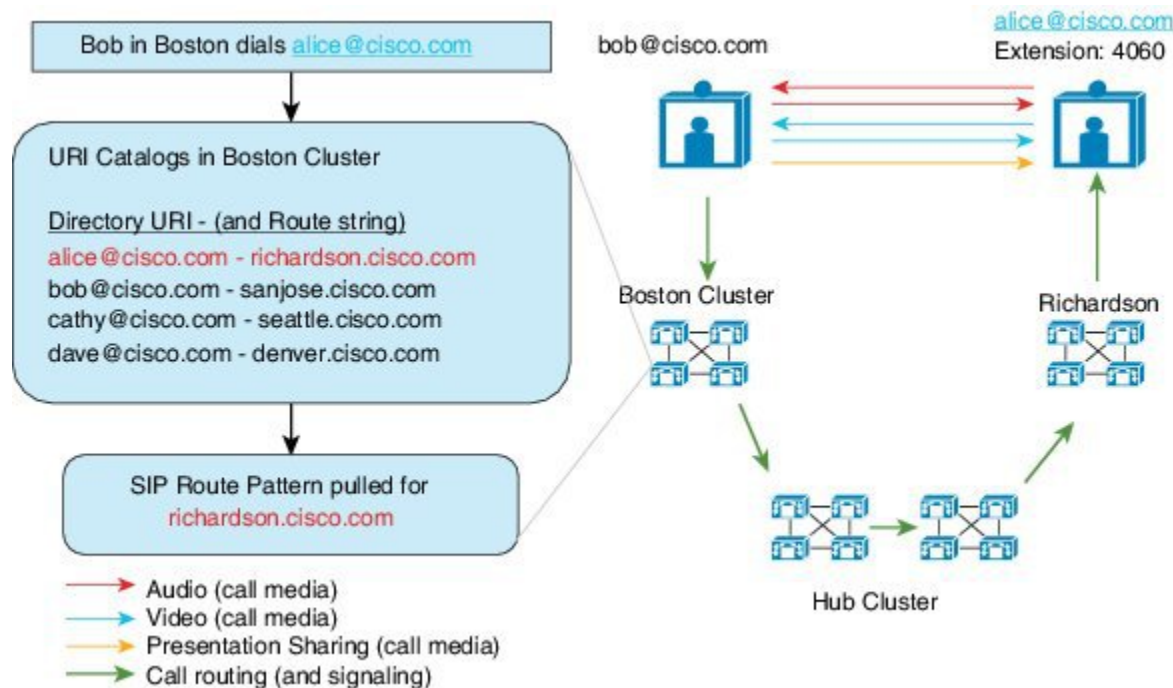 Bob in Boston dials alice@cisco.com
URI Catalogs in Boston Cluster
Directory URI - (and Route string)
alice@cisco.com - richardson.cisco.com
bob@cisco.com - sanjose.cisco.com
cathy@cisco.com - seattle.cisco.com
dave@cisco.com - denver.cisco.com
SIP Route Pattern pulled for
richardson.cisco.com
Audio (call media)
Video (call media)
Presentation Sharing (call media)
Call routing (and signaling)
bob@cisco.com
alice@cisco.com
Extension: 4060
Boston Cluster
Richardson
Hub Cluster